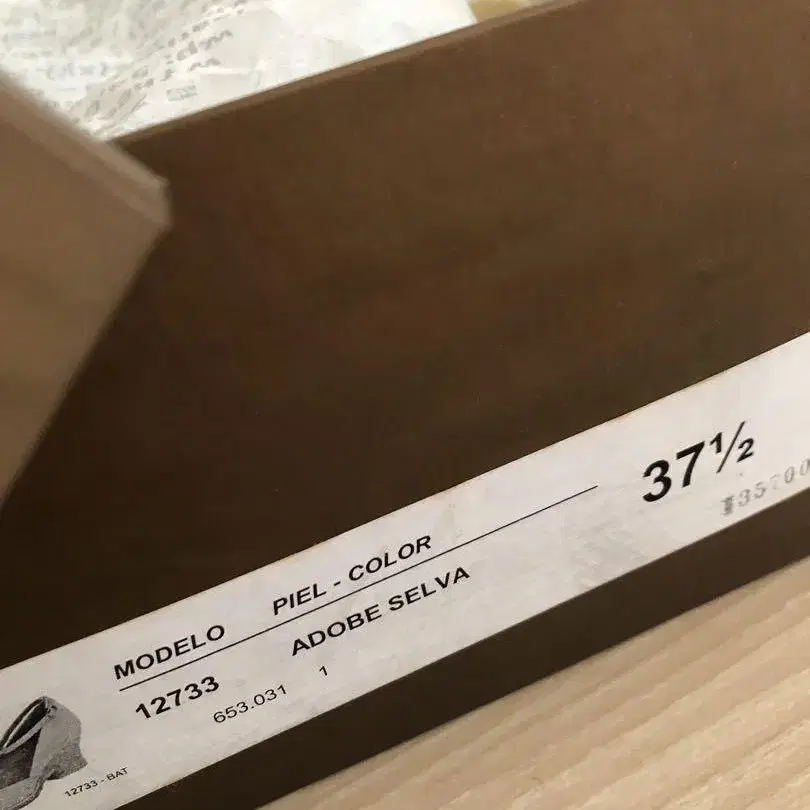 MODELO PIEL - COLOR
37½
12733 ADOBE SELVA
653.031 1
12733 - BAT